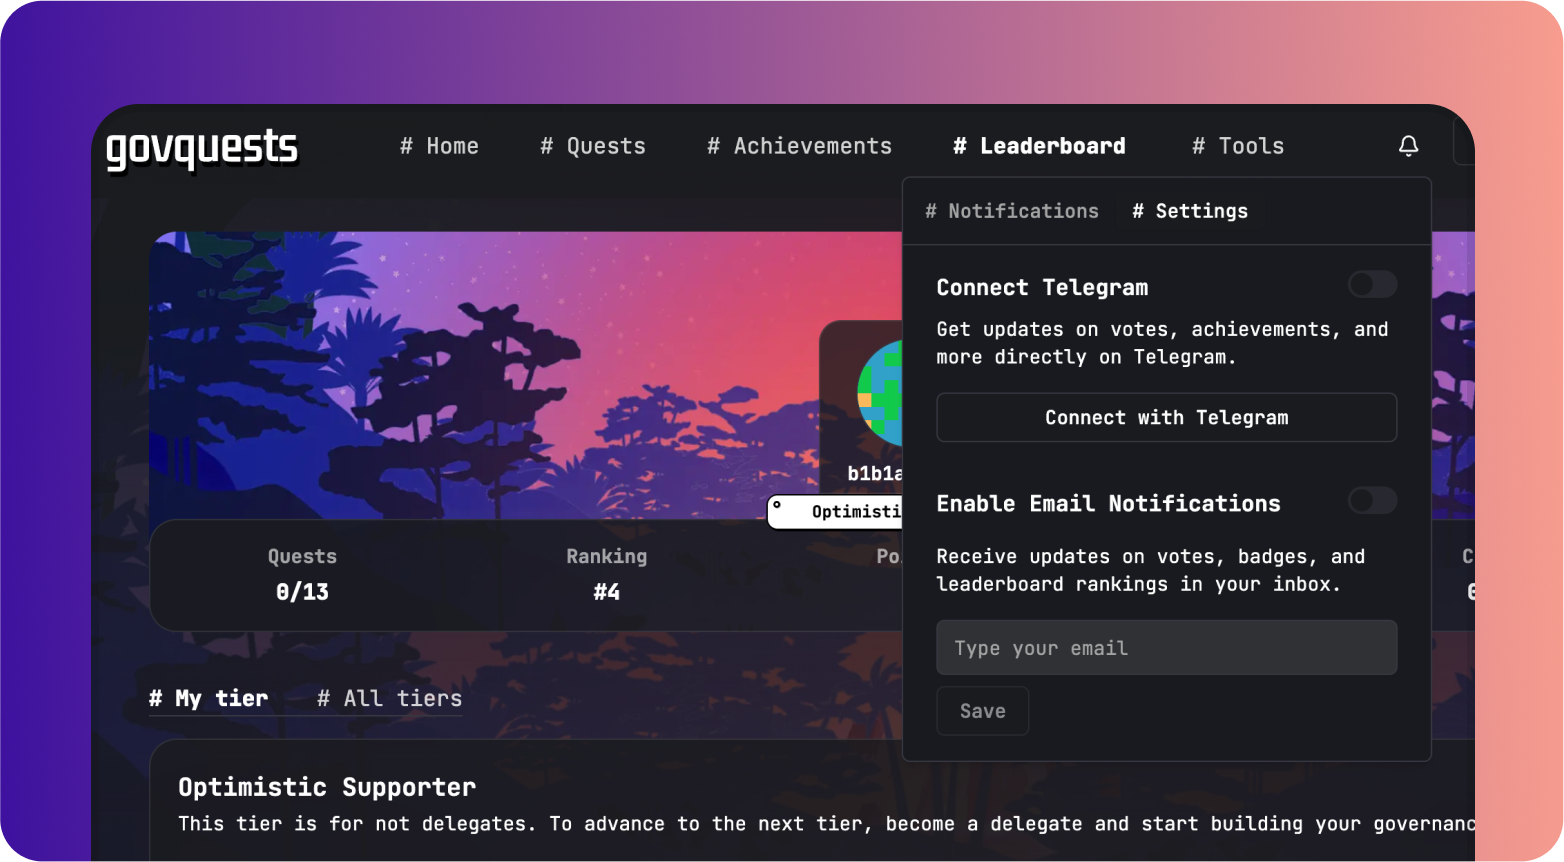 govquests
# Home # Quests # Achievements # Leaderboard # Tools
# Notifications # Settings
Connect Telegram
Get updates on votes, achievements, and
more directly on Telegram.
Connect with Telegram
Enable Email Notifications
Receive updates on votes, badges, and
leaderboard rankings in your inbox.
Type your email
Save
b1b1a
Optimisti
Quests
0/13
Ranking
#4
Po
C
# My tier # All tiers
Optimistic Supporter
This tier is for not delegates. To advance to the next tier, become a delegate and start building your governanc